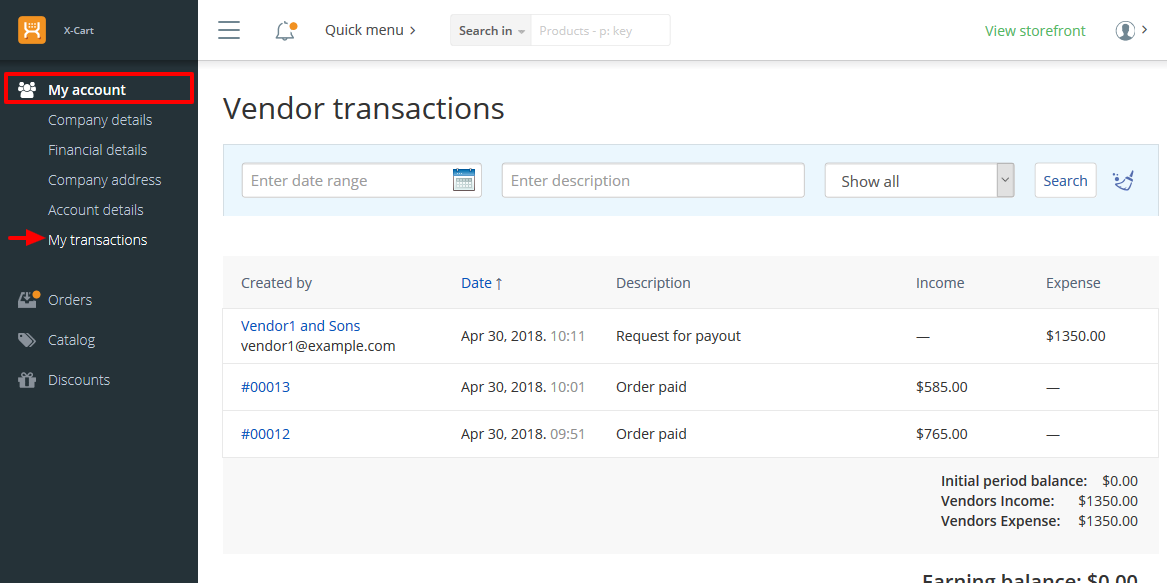 X-Cart
Quick menu
Search in
Products - p: key
View storefront
My account
Company details
Financial details
Company address
Account details
My transactions
Orders
Catalog
Discounts
Vendor transactions
Enter date range
Enter description
Show all
Search
Created by Date ↑ Description Income Expense
Vendor1 and Sons
vendor1@example.com
Apr 30, 2018. 10:11 Request for payout — $1350.00
#00013 Apr 30, 2018. 10:01 Order paid $585.00 —
#00012 Apr 30, 2018. 09:51 Order paid $765.00 —
Initial period balance: $0.00
Vendors Income: $1350.00
Vendors Expense: $1350.00
Earning balance: $0.00